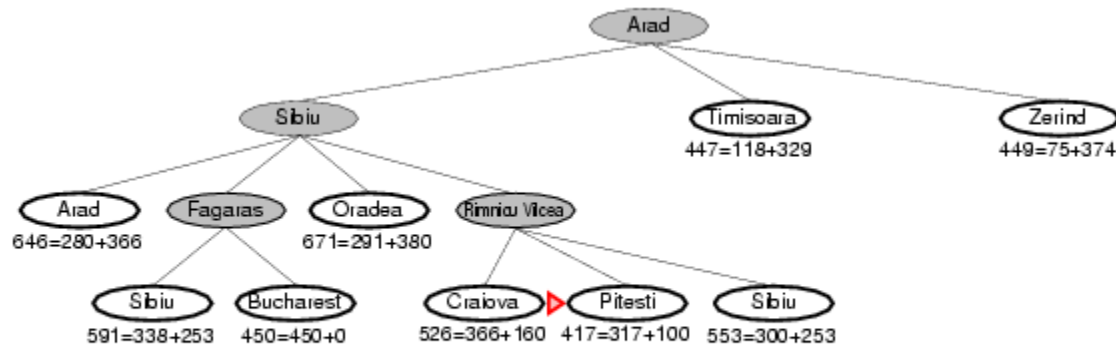 Arad
Sibiu
Timisoara
Zerind
447=118+329
449=75+374
Arad
Fagaras
Oradea
Rimnicu Vilcea
646=280+366
671=291+380
Sibiu
Bucharest
Craiova
Pitesti
Sibiu
591=338+253
450=450+0
526=366+160
417=317+100
553=300+253